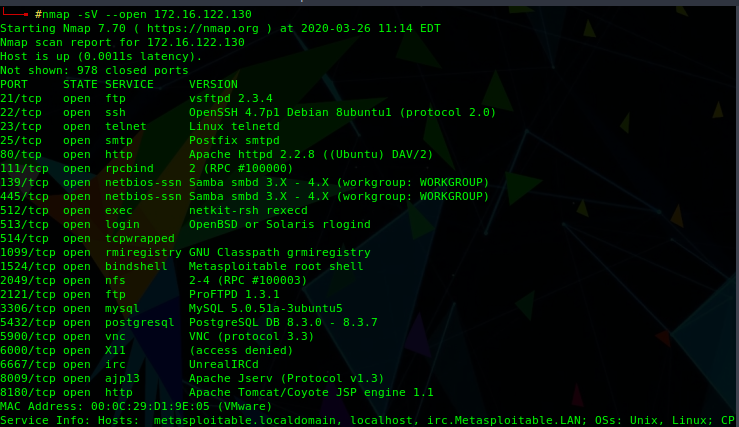 #nmap -sV --open 172.16.122.130
Starting Nmap 7.70 ( https://nmap.org ) at 2020-03-26 11:14 EDT
Nmap scan report for 172.16.122.130
Host is up (0.0011s latency).
Not shown: 978 closed ports
PORT     STATE SERVICE     VERSION
21/tcp   open  ftp         vsftpd 2.3.4
22/tcp   open  ssh         OpenSSH 4.7p1 Debian 8ubuntu1 (protocol 2.0)
23/tcp   open  telnet      Linux telnetd
25/tcp   open  smtp        Postfix smtpd
80/tcp   open  http        Apache httpd 2.2.8 ((Ubuntu) DAV/2)
111/tcp  open  rpcbind     2 (RPC #100000)
139/tcp  open  netbios-ssn Samba smbd 3.X - 4.X (workgroup: WORKGROUP)
445/tcp  open  netbios-ssn Samba smbd 3.X - 4.X (workgroup: WORKGROUP)
512/tcp  open  exec        netkit-rsh rexecd
513/tcp  open  login       OpenBSD or Solaris rlogind
514/tcp  open  tcpwrapped
1099/tcp open  rmiregistry GNU Classpath grmiregistry
1524/tcp open  bindshell   Metasploitable root shell
2049/tcp open  nfs         2-4 (RPC #100003)
2121/tcp open  ftp         ProFTPD 1.3.1
3306/tcp open  mysql       MySQL 5.0.51a-3ubuntu5
5432/tcp open  postgresql  PostgreSQL DB 8.3.0 - 8.3.7
5900/tcp open  vnc         VNC (protocol 3.3)
6000/tcp open  X11         (access denied)
6667/tcp open  irc         UnrealIRCd
8009/tcp open  ajp13       Apache Jserv (Protocol v1.3)
8180/tcp open  http        Apache Tomcat/Coyote JSP engine 1.1
MAC Address: 00:0C:29:D1:9E:05 (VMware)
Service Info: Hosts:  metasploitable.localdomain, localhost, irc.Metasploitable.LAN; OSs: Unix, Linux; CP